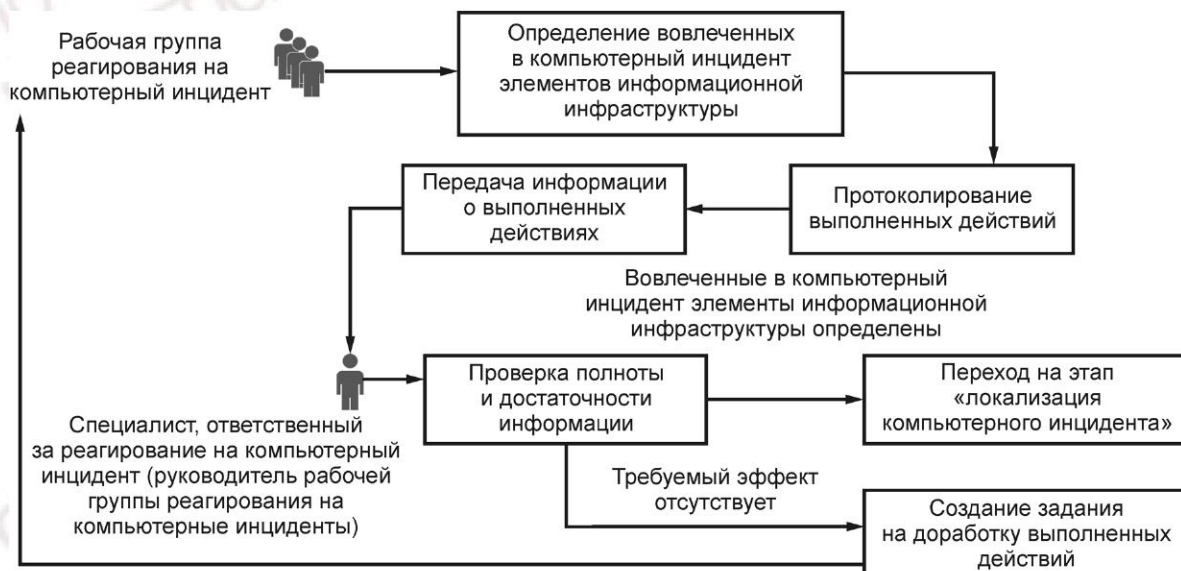 Рабочая группа
реагирования на
компьютерный инцидент
Определение вовлеченных
в компьютерный инцидент
элементов информационной
инфраструктуры
Передача информации
о выполненных
действиях
Протоколирование
выполненных действий
Вовлеченные в компьютерный
инцидент элементы информационной
инфраструктуры определены
Проверка полноты
и достаточности
информации
Переход на этап
«локализация
компьютерного инцидента»
Специалист, ответственный
за реагирование на компьютерный
инцидент (руководитель рабочей
группы реагирования на
компьютерные инциденты)
Требуемый эффект
отсутствует
Создание задания
на доработку выполненных
действий